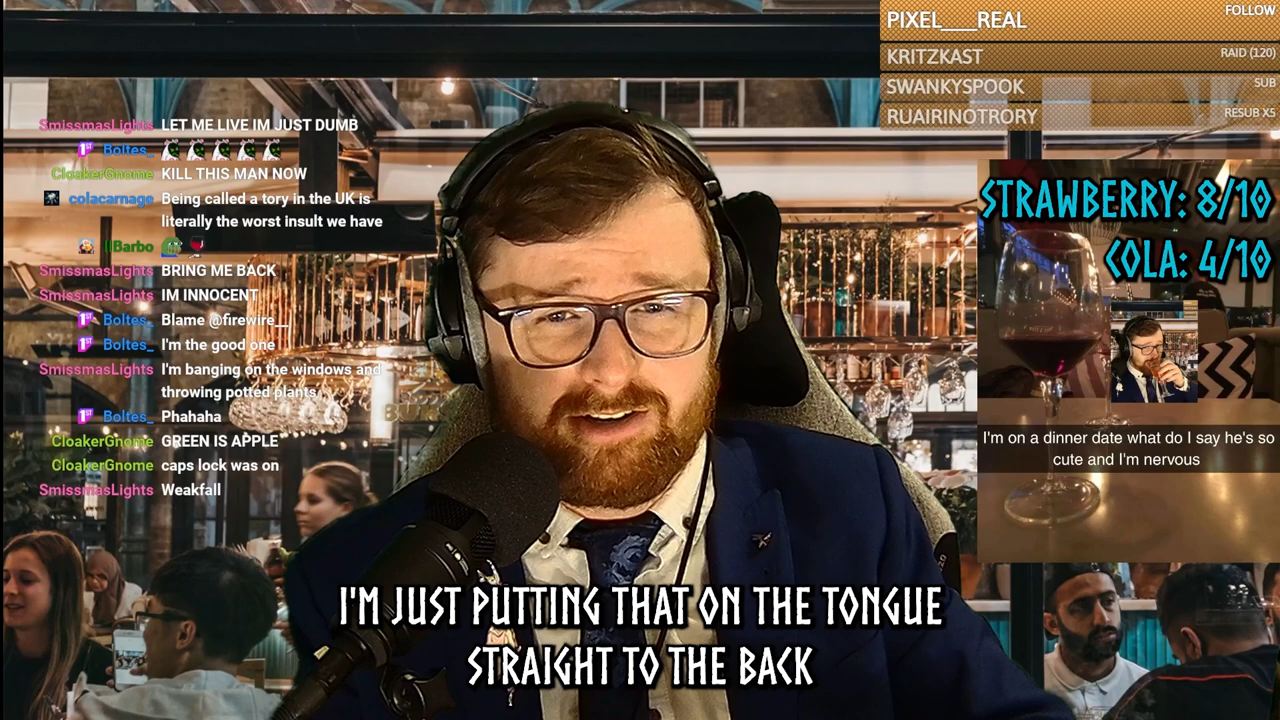 PIXEL___REAL FOLLOW
KRITZKAST RAID (120)
SWANKYSPOOK SUB
RUAIRINOTRORY RESUB X5
SmissmasLights LET ME LIVE IM JUST DUMB
Boltes_
CloakerGnome KILL THIS MAN NOW
colacarnage Being called a tory in the UK is
literally the worst insult we have
IlBarbo
SmissmasLights BRING ME BACK
SmissmasLights IM INNOCENT
Boltes_ Blame @firewire__
Boltes_ I'm the good one
SmissmasLights I'm banging on the windows and
throwing potted plants
Boltes_ Phahaha
CloakerGnome GREEN IS APPLE
CloakerGnome caps lock was on
SmissmasLights Weakfall
STRAWBERRY: 8/10
COLA: 4/10
I'm on a dinner date what do I say he's so
cute and I'm nervous
I'M JUST PUTTING THAT ON THE TONGUE
STRAIGHT TO THE BACK